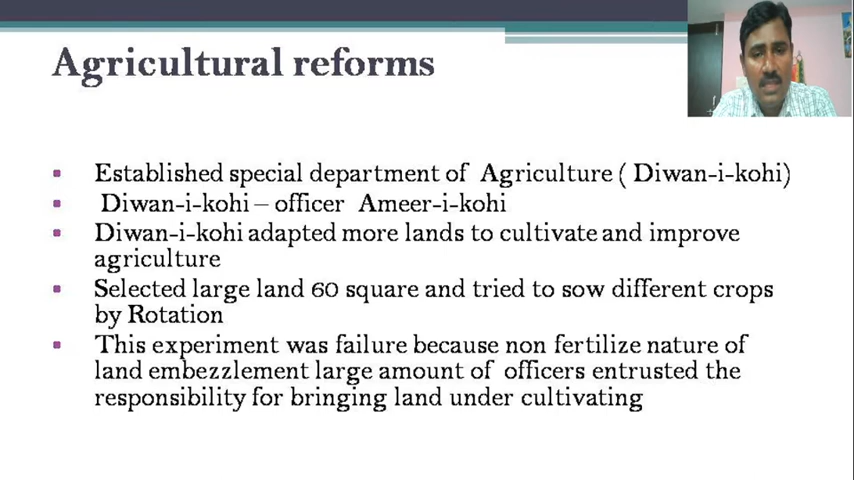 Agricultural reforms
Established special department of Agriculture ( Diwan-i-kohi)
Diwan-i-kohi – officer Ameer-i-kohi
Diwan-i-kohi adapted more lands to cultivate and improve
agriculture
Selected large land 60 square and tried to sow different crops
by Rotation
This experiment was failure because non fertilize nature of
land embezzlement large amount of officers entrusted the
responsibility for bringing land under cultivating